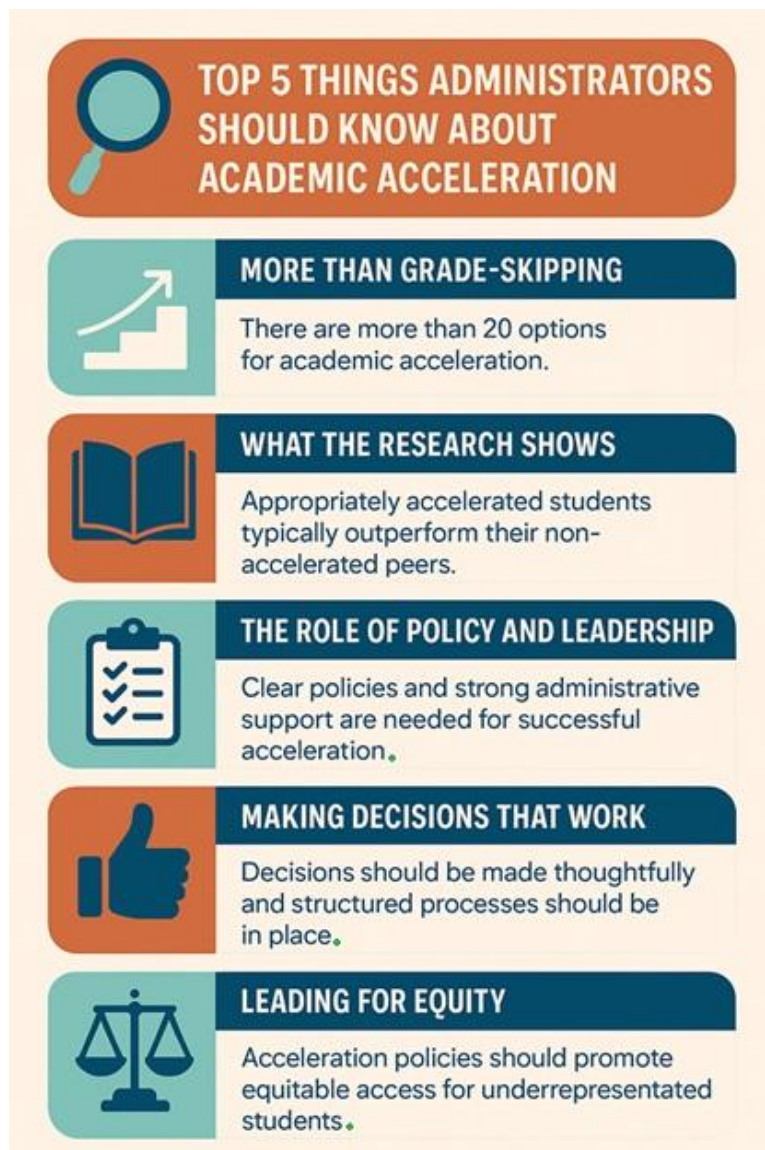 TOP 5 THINGS ADMINISTRATORS
SHOULD KNOW ABOUT
ACADEMIC ACCELERATION
MORE THAN GRADE-SKIPPING
There are more than 20 options
for academic acceleration.
WHAT THE RESEARCH SHOWS
Appropriately accelerated students
typically outperform their non-
accelerated peers.
THE ROLE OF POLICY AND LEADERSHIP
Clear policies and strong administrative
support are needed for successful
acceleration.
MAKING DECISIONS THAT WORK
Decisions should be made thoughtfully
and structured processes should be
in place.
LEADING FOR EQUITY
Acceleration policies should promote
equitable access for underrepresentated
students.